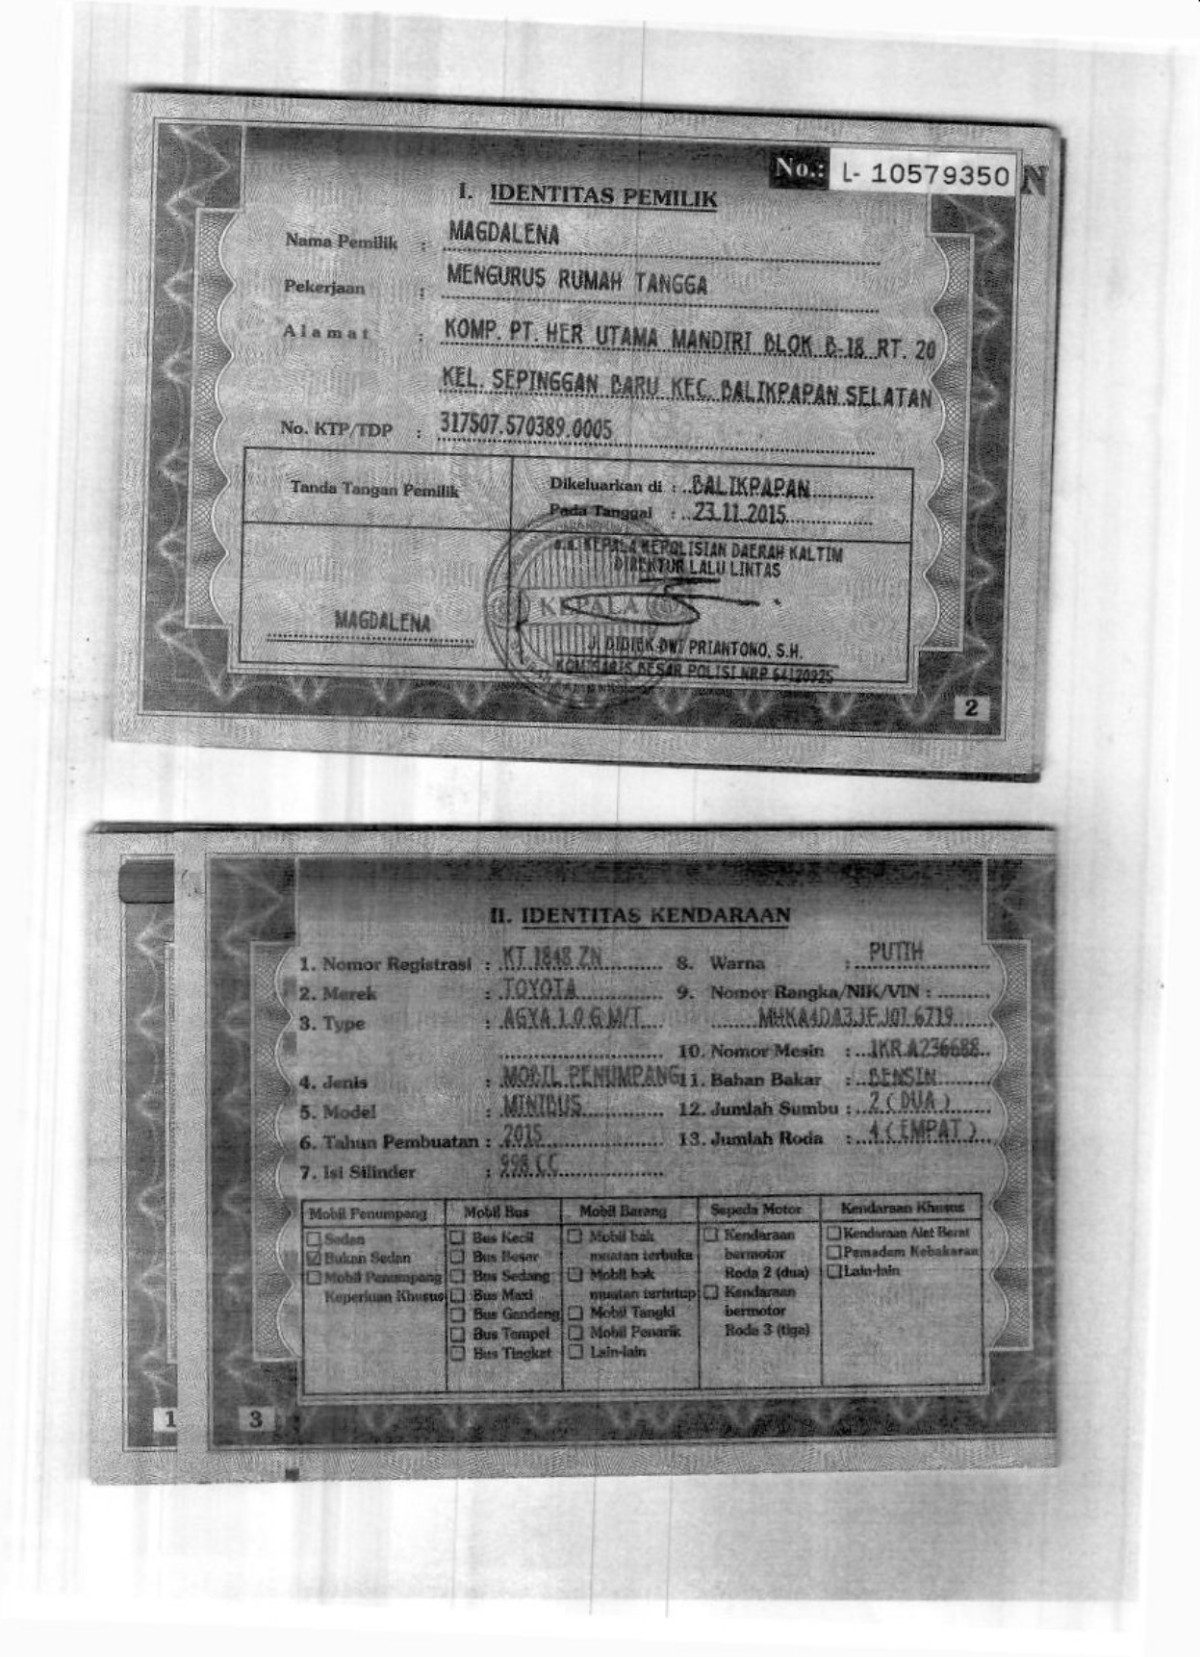 No.: L- 10579350
I. IDENTITAS PEMILIK
Nama Pemilik : MAGDALENA
Pekerjaan : MENGURUS RUMAH TANGGA
Alamat : KOMP. PT. HER UTAMA MANDIRI BLOK B-18 RT. 20
KEL. SEPINGGAN BARU KEC. BALIKPAPAN SELATAN
No. KTP/TDP : 317507.570389.0005
Tanda Tangan Pemilik
Dikeluarkan di : BALIKPAPAN
Pada Tanggal : 23.11.2015
KEPALA KEPOLISIAN DAERAH KALTIM
DIREKTUR LALU LINTAS
KEPALA
MAGDALENA
PRIANTONO, S.H.
KOMISARIS BESAR POLISI NRP
2
II. IDENTITAS KENDARAAN
1. Nomor Registrasi : KT 1848 ZN
2. Merek : TOYOTA
3. Type : AGYA 1.0 G M/T
4. Jenis : MOBIL PENUMPANG
5. Model : MINIBUS
6. Tahun Pembuatan : 2015
7. Isi Silinder : 998 CC
8. Warna : PUTIH
9. Nomor Rangka/NIK/VIN :
10. Nomor Mesin : 1KR A236688
11. Bahan Bakar : BENSIN
12. Jumlah Sumbu : 2 ( DUA )
13. Jumlah Roda : 4 ( EMPAT )
Mobil Penumpang
Sedan
Bukan Sedan
Mobil Penumpang
Keperluan Khusus
Mobil Bus
Bus Kecil
Bus Besar
Bus Sedang
Bus Maxi
Bus Gandeng
Bus Tempel
Bus Tingkat
Mobil Barang
Mobil bak
muatan terbuka
Mobil bak
muatan tertutup
Mobil Tangki
Mobil Penarik
Lain-lain
Sepeda Motor
Kendaraan
bermotor
Roda 2 (dua)
Kendaraan
bermotor
Roda 3 (tiga)
Kendaraan Khusus
Kendaraan Alat Berat
Pemadam Kebakaran
Lain-lain
1
3